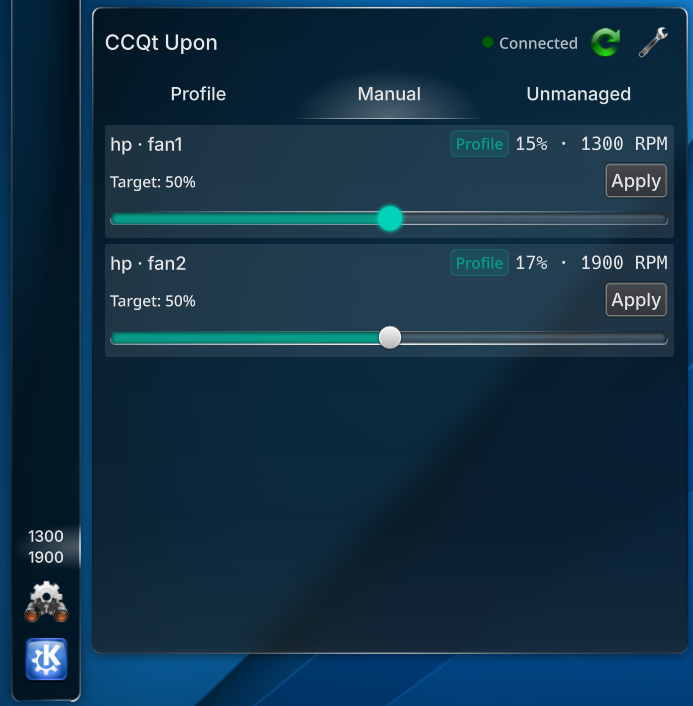 CCQt Upon
Connected
Profile Manual Unmanaged
hp · fan1 Profile 15% · 1300 RPM
Target: 50% Apply
hp · fan2 Profile 17% · 1900 RPM
Target: 50% Apply
1300
1900
K